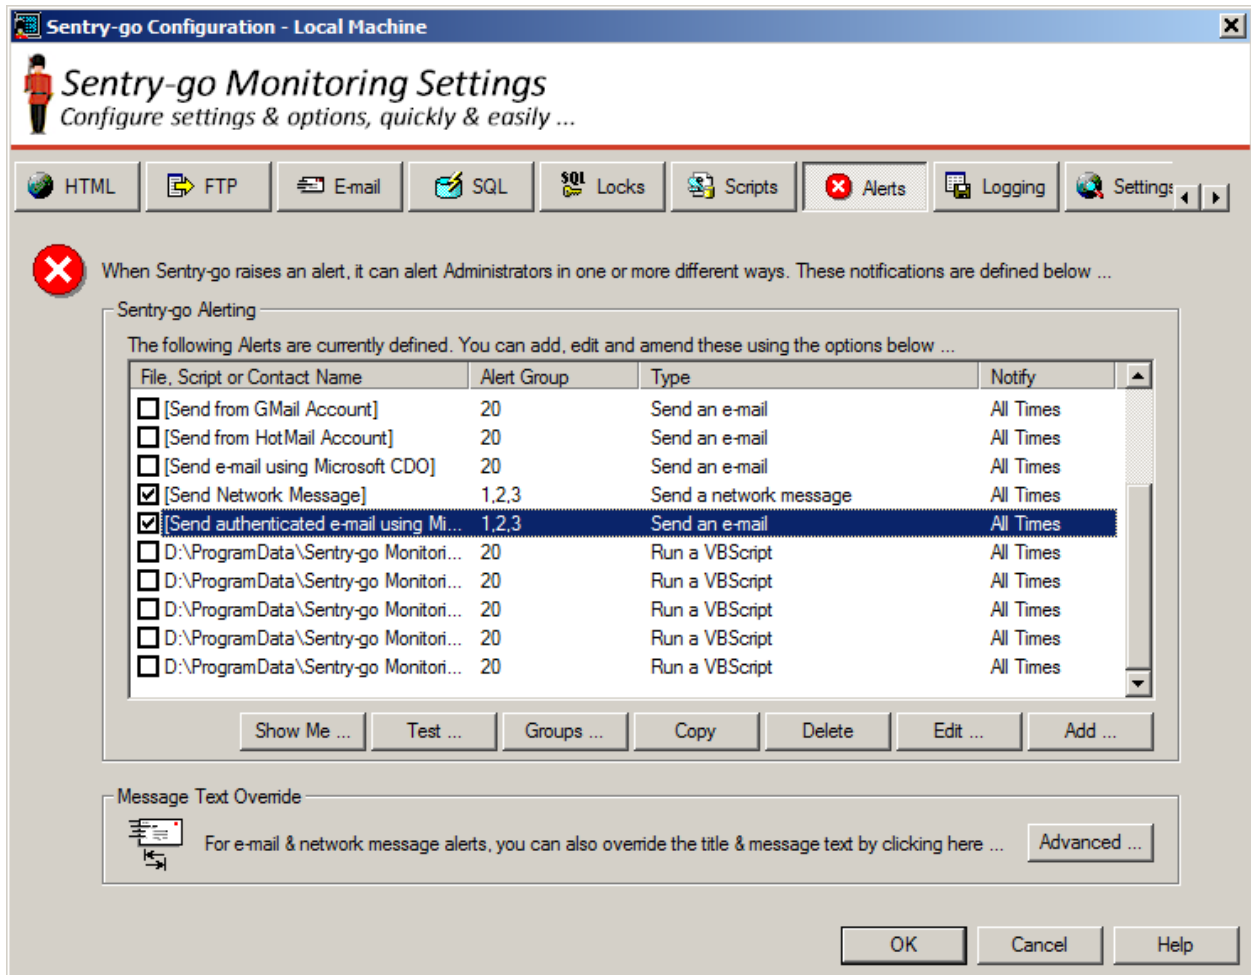 Sentry-go Configuration - Local Machine
Sentry-go Monitoring Settings
Configure settings & options, quickly & easily ...
HTML FTP E-mail SQL SQL Locks Scripts Alerts Logging Settings
When Sentry-go raises an alert, it can alert Administrators in one or more different ways. These notifications are defined below ...
Sentry-go Alerting
The following Alerts are currently defined. You can add, edit and amend these using the options below ...
File, Script or Contact Name Alert Group Type Notify
[Send from GMail Account] 20 Send an e-mail All Times
[Send from HotMail Account] 20 Send an e-mail All Times
[Send e-mail using Microsoft CDO] 20 Send an e-mail All Times
[Send Network Message] 1,2,3 Send a network message All Times
[Send authenticated e-mail using Mi... 1,2,3 Send an e-mail All Times
D:\ProgramData\Sentry-go Monitori... 20 Run a VBScript All Times
D:\ProgramData\Sentry-go Monitori... 20 Run a VBScript All Times
D:\ProgramData\Sentry-go Monitori... 20 Run a VBScript All Times
D:\ProgramData\Sentry-go Monitori... 20 Run a VBScript All Times
D:\ProgramData\Sentry-go Monitori... 20 Run a VBScript All Times
Show Me ... Test ... Groups ... Copy Delete Edit ... Add ...
Message Text Override
For e-mail & network message alerts, you can also override the title & message text by clicking here ... Advanced ...
OK Cancel Help